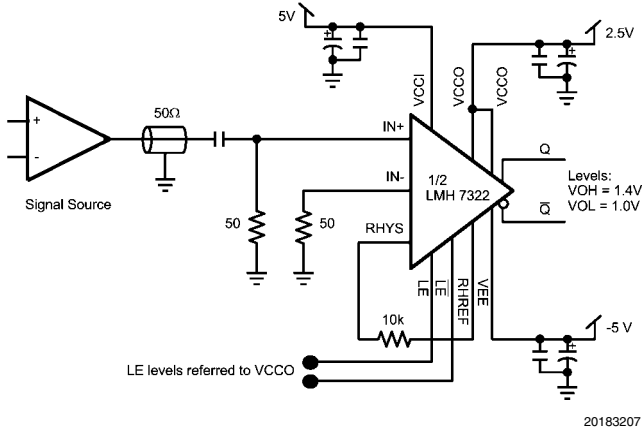 5V
2.5V
VCCI
VCCO
VCCO
50Ω
IN+
+
-
IN-
1/2
LMH 7322
Q
Levels:
VOH = 1.4V
VOL = 1.0V
Q̅
Signal Source
50
50
RHYS
LE
L̅E̅
RHREF
VEE
10k
-5 V
LE levels referred to VCCO
20183207